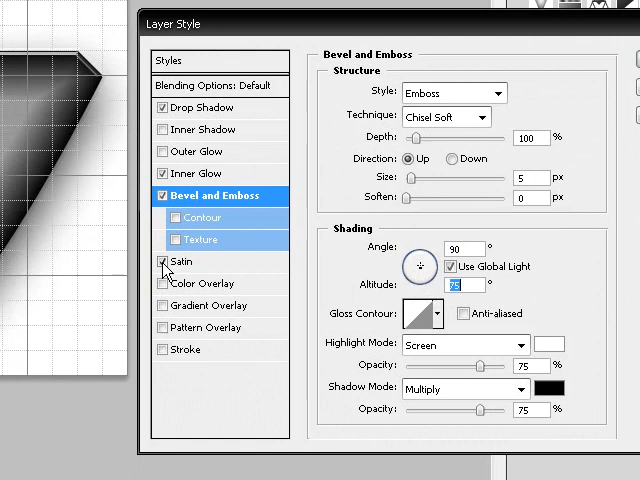 Layer Style
Styles
Blending Options: Default
Drop Shadow
Inner Shadow
Outer Glow
Inner Glow
Bevel and Emboss
Contour
Texture
Satin
Color Overlay
Gradient Overlay
Pattern Overlay
Stroke
Bevel and Emboss
Structure
Style: Emboss
Technique: Chisel Soft
Depth: 100 %
Direction: Up Down
Size: 5 px
Soften: 0 px
Shading
Angle: 90 °
Use Global Light
Altitude: 75 °
Gloss Contour: Anti-aliased
Highlight Mode: Screen
Opacity: 75 %
Shadow Mode: Multiply
Opacity: 75 %